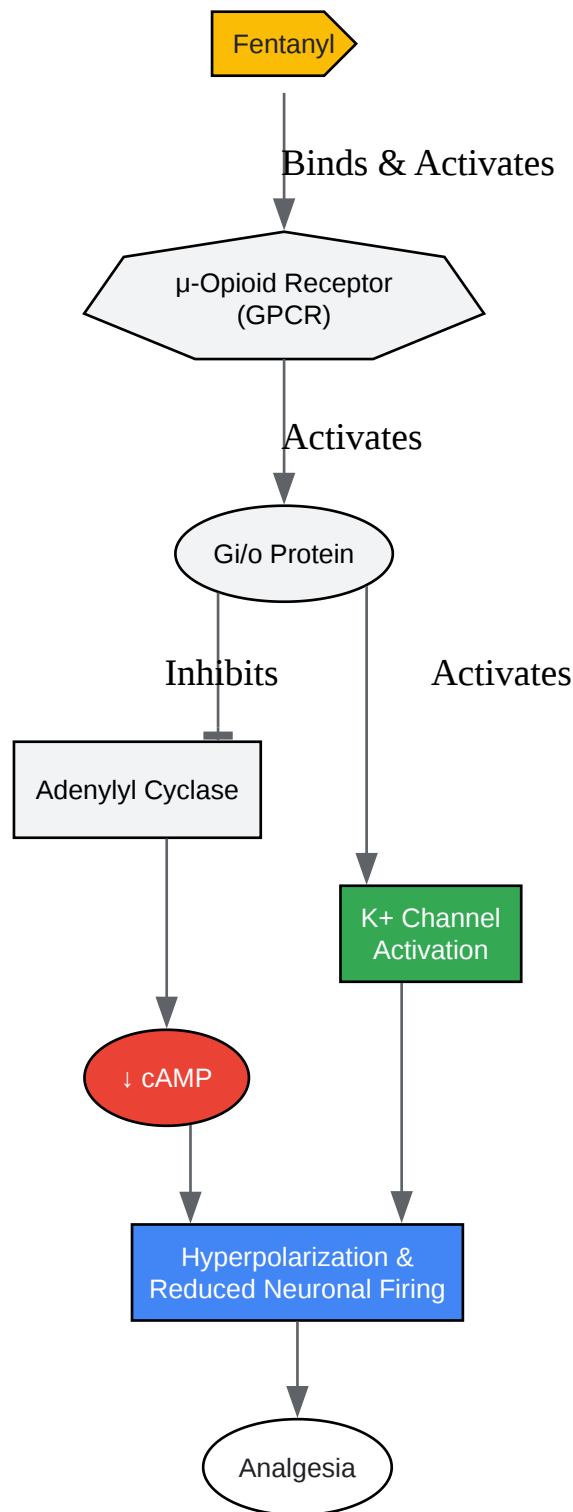 Fentanyl
Binds & Activates
μ-Opioid Receptor
(GPCR)
Activates
Gi/o Protein
Inhibits
Activates
Adenylyl Cyclase
K+ Channel
Activation
↓ cAMP
Hyperpolarization &
Reduced Neuronal Firing
Analgesia